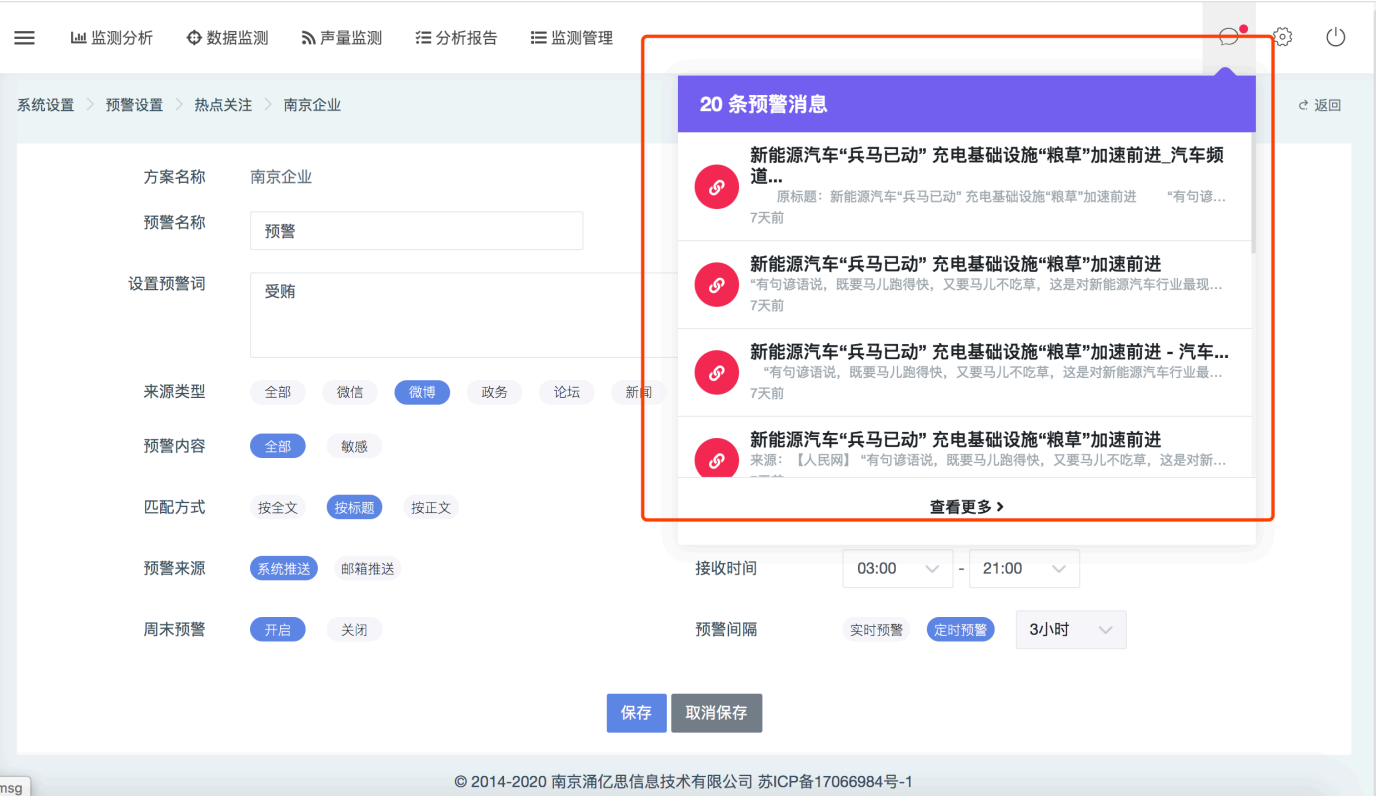 监测分析 数据监测 声量监测 分析报告 监测管理
系统设置 预警设置 热点关注 南京企业
返回
方案名称 南京企业
预警名称 预警
设置预警词 受贿
来源类型 全部 微信 微博 政务 论坛 新闻
预警内容 全部 敏感
匹配方式 按全文 按标题 按正文
预警来源 系统推送 邮箱推送
接收时间 03:00 - 21:00
周末预警 开启 关闭
预警间隔 实时预警 定时预警 3小时
20 条预警消息
新能源汽车“兵马已动” 充电基础设施“粮草”加速前进_汽车频
道...
原标题：新能源汽车“兵马已动” 充电基础设施“粮草”加速前进 “有句谚...
7天前
新能源汽车“兵马已动” 充电基础设施“粮草”加速前进
“有句谚语说，既要马儿跑得快，又要马儿不吃草，这是对新能源汽车行业最现...
7天前
新能源汽车“兵马已动” 充电基础设施“粮草”加速前进 - 汽车...
“有句谚语说，既要马儿跑得快，又要马儿不吃草，这是对新能源汽车行业最...
7天前
新能源汽车“兵马已动” 充电基础设施“粮草”加速前进
来源：【人民网】 “有句谚语说，既要马儿跑得快，又要马儿不吃草，这是对新...
查看更多
保存 取消保存
© 2014-2020 南京涌亿思信息技术有限公司 苏ICP备17066984号-1
msg